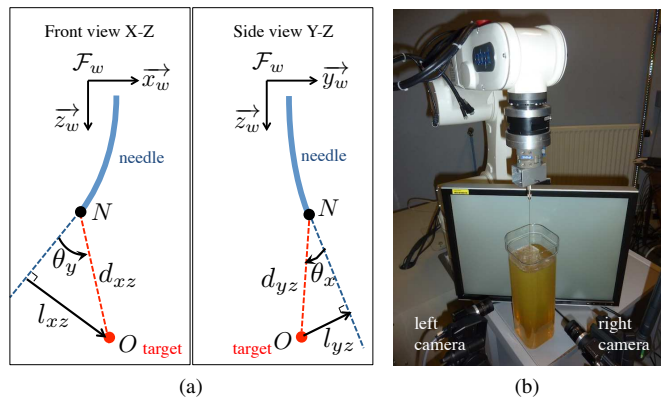 Front view X-Z
F_w
x_w
z_w
needle
N
θ_y
d_xz
l_xz
O target
Side view Y-Z
F_w
y_w
z_w
needle
N
d_yz
θ_x
target O
l_yz
(a)
left
camera
right
camera
(b)